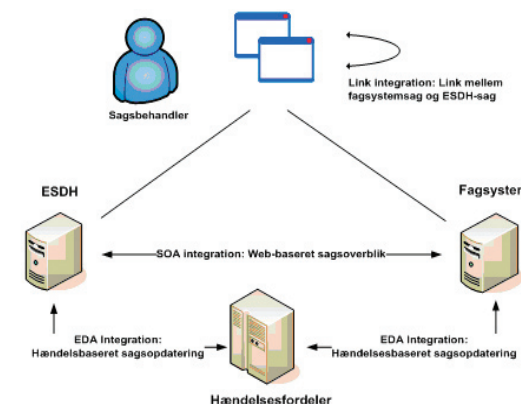 Link integration: Link mellem
fagsystemsag og ESDH-sag
Sagsbehandler
ESDH
Fagsyster
SOA integration: Web-baseret sagsoverblik
EDA Integration:
Hændelsbaseret sagsopdatering
EDA Integration:
Hændelsesbaseret sagsopdatering
Hændelsesfordeler